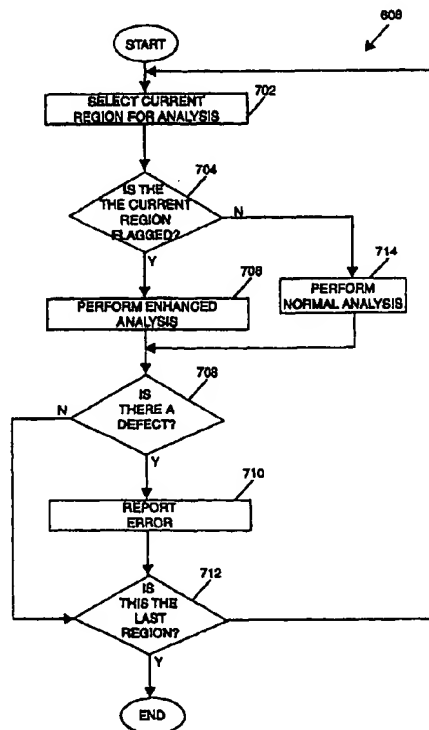 608
START
702
SELECT CURRENT
REGION FOR ANALYSIS
704
IS THE
THE CURRENT
REGION
FLAGGED?
N
Y
708
PERFORM ENHANCED
ANALYSIS
714
PERFORM
NORMAL ANALYSIS
708
IS
THERE A
DEFECT?
N
Y
710
REPORT
ERROR
712
IS
THIS THE
LAST
REGION?
Y
END